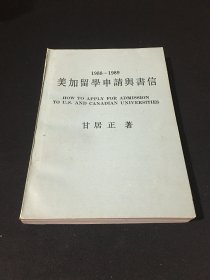 1988-1989
美加留學申請與書信
HOW TO APPLY FOR ADMISSION
TO U.S. AND CANADIAN UNIVERSITIES
甘居正 著